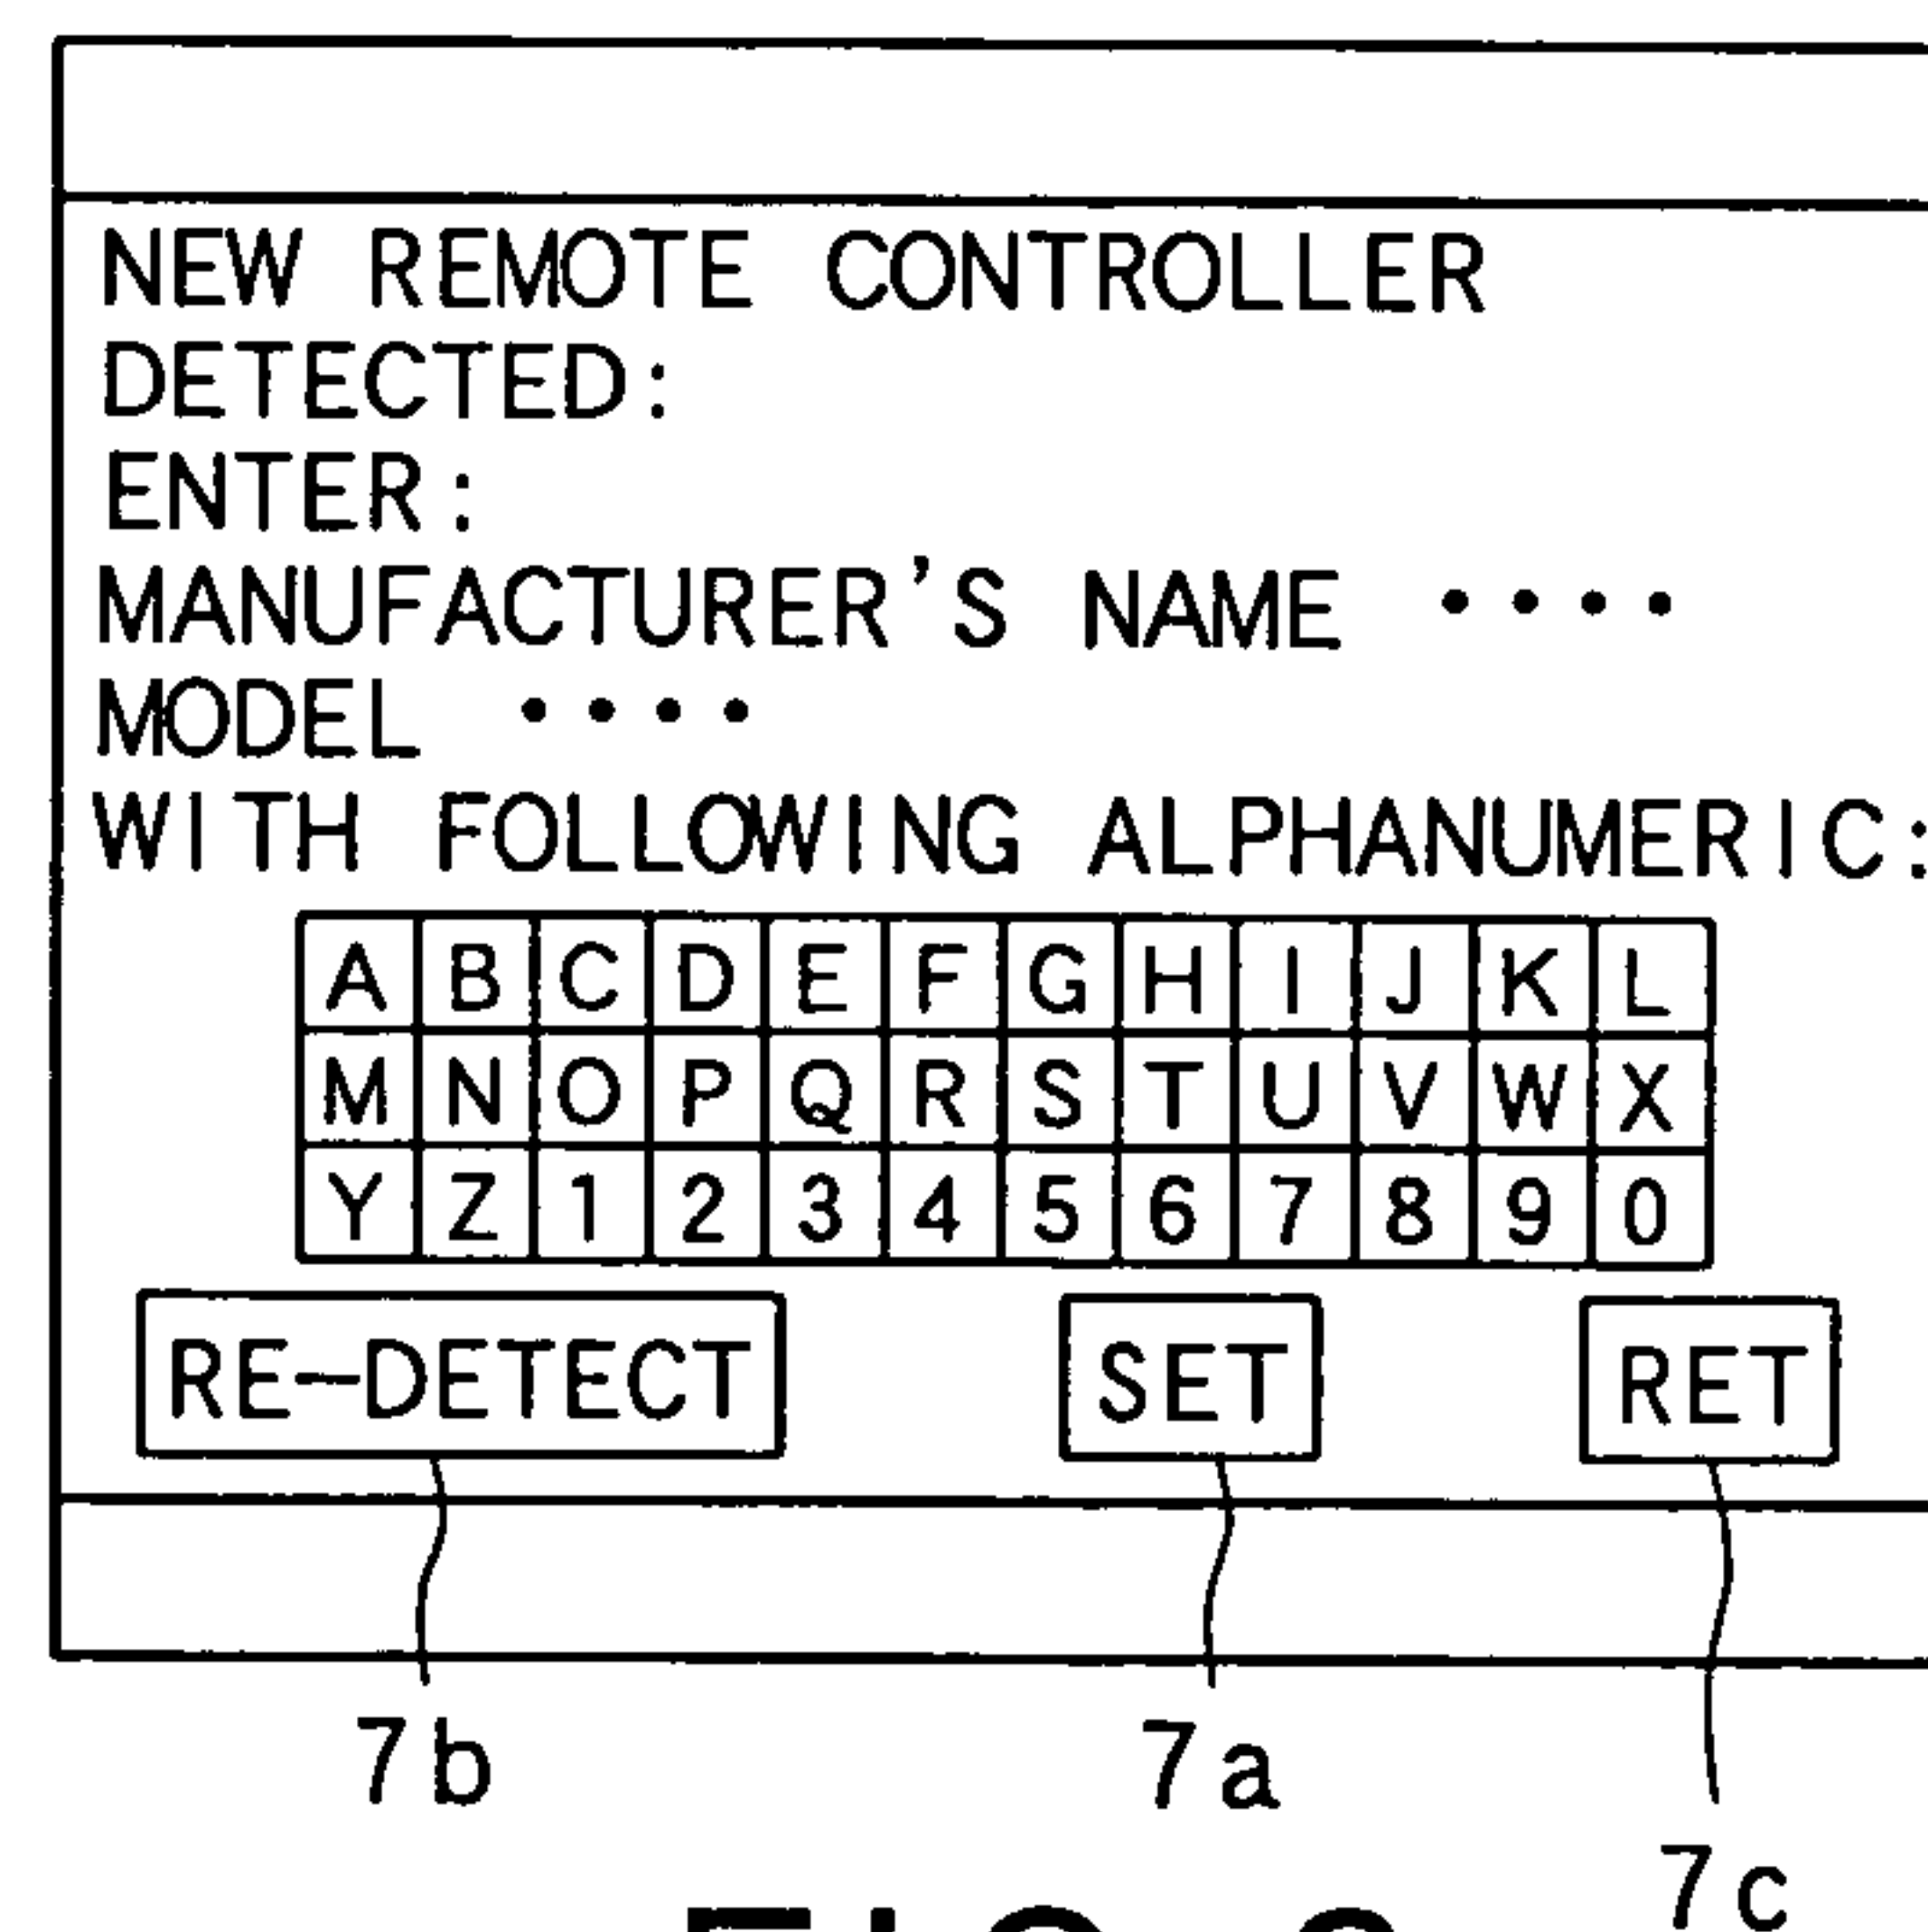 NEW REMOTE CONTROLLER
DETECTED:
ENTER:
MANUFACTURER'S NAME ••••
MODEL ••••
WITH FOLLOWING ALPHANUMERIC:
A B C D E F G H I J K L
M N O P Q R S T U V W X
Y Z 1 2 3 4 5 6 7 8 9 0
RE-DETECT SET RET
7b 7a
7c